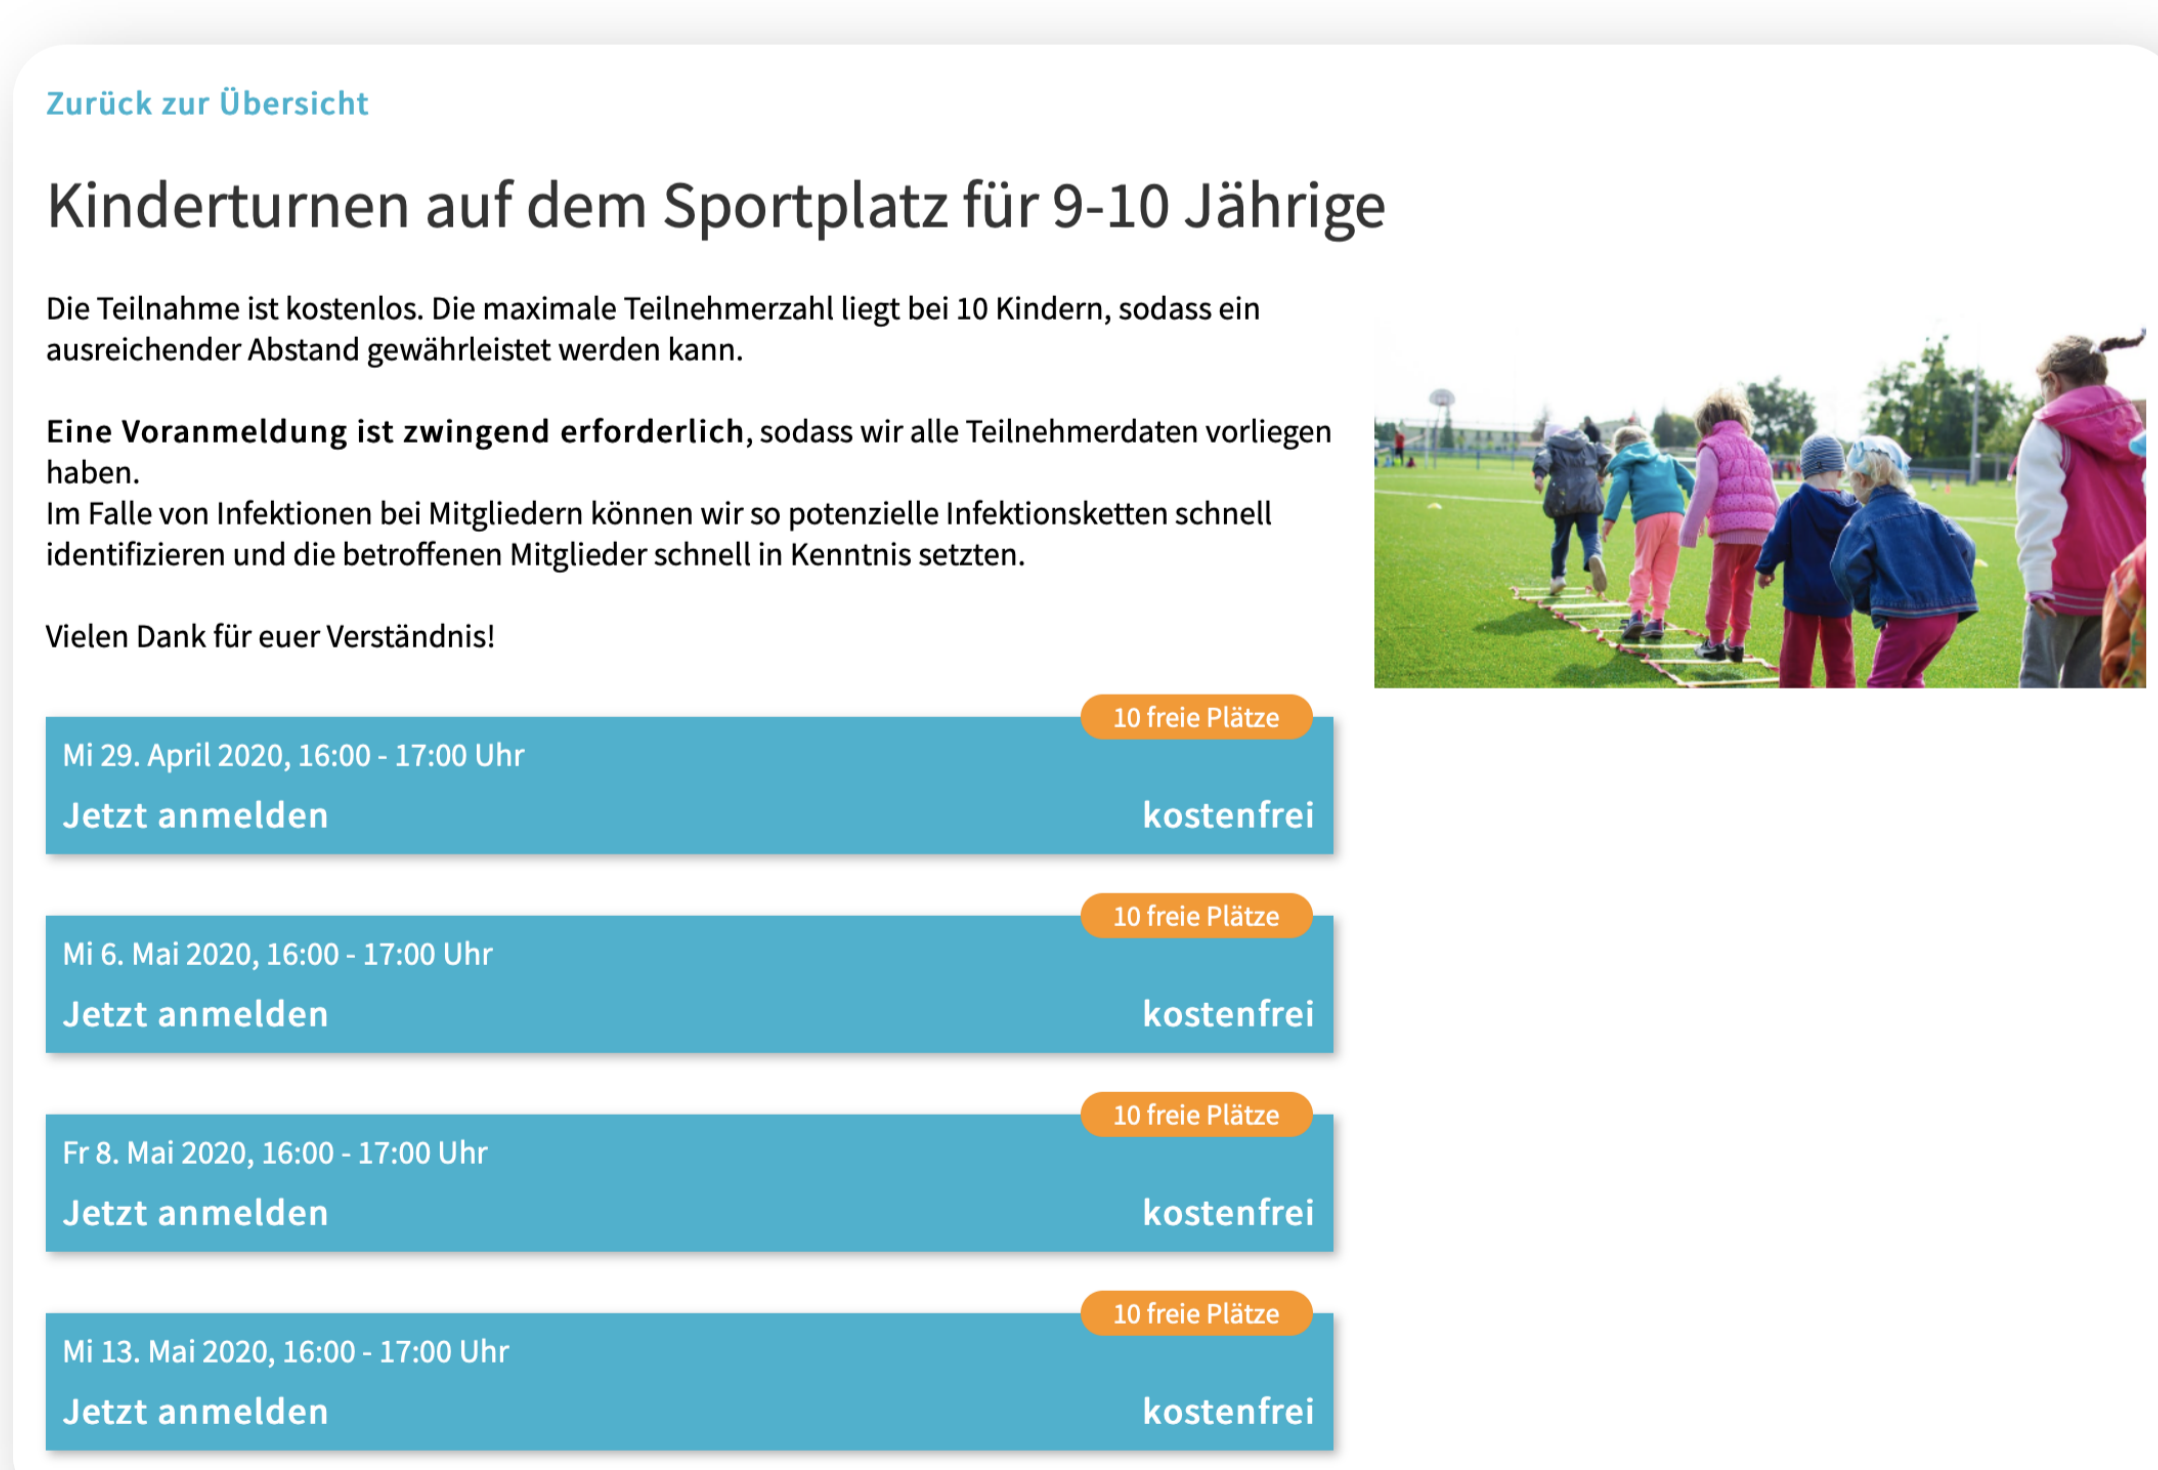 Zurück zur Übersicht
Kinderturnen auf dem Sportplatz für 9-10 Jährige
Die Teilnahme ist kostenlos. Die maximale Teilnehmerzahl liegt bei 10 Kindern, sodass ein
ausreichender Abstand gewährleistet werden kann.
Eine Voranmeldung ist zwingend erforderlich, sodass wir alle Teilnehmerdaten vorliegen
haben.
Im Falle von Infektionen bei Mitgliedern können wir so potenzielle Infektionsketten schnell
identifizieren und die betroffenen Mitglieder schnell in Kenntnis setzten.
Vielen Dank für euer Verständnis!
10 freie Plätze
Mi 29. April 2020, 16:00 - 17:00 Uhr
Jetzt anmelden kostenfrei
10 freie Plätze
Mi 6. Mai 2020, 16:00 - 17:00 Uhr
Jetzt anmelden kostenfrei
10 freie Plätze
Fr 8. Mai 2020, 16:00 - 17:00 Uhr
Jetzt anmelden kostenfrei
10 freie Plätze
Mi 13. Mai 2020, 16:00 - 17:00 Uhr
Jetzt anmelden kostenfrei